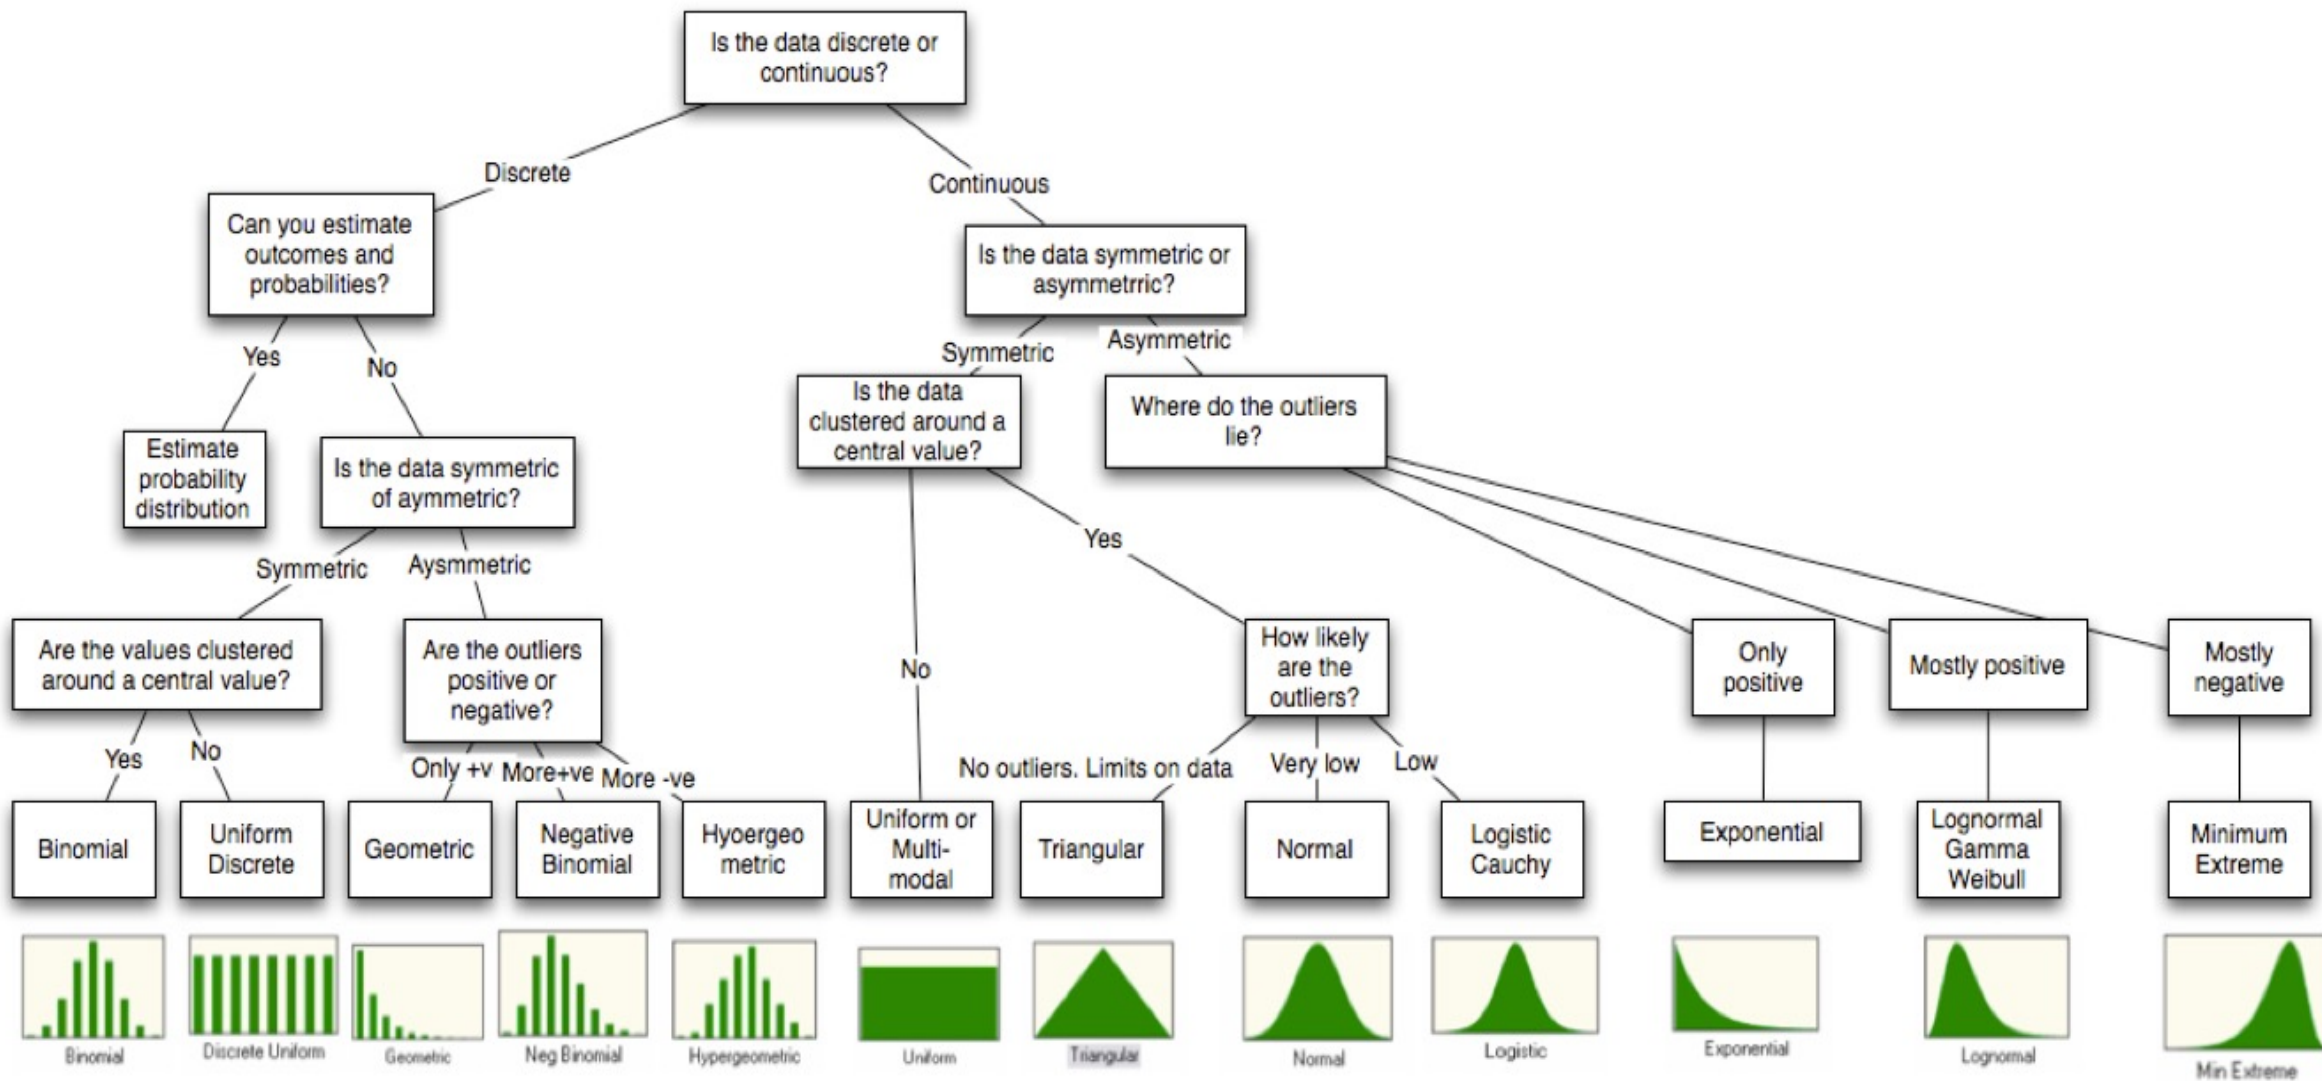 Is the data discrete or
continuous?
Discrete
Continuous
Can you estimate
outcomes and
probabilities?
Is the data symmetric or
asymmetrric?
Yes
No
Symmetric
Asymmetric
Estimate
probability
distribution
Is the data symmetric
of aymmetric?
Is the data
clustered around a
central value?
Where do the outliers
lie?
Symmetric
Aysmmetric
Yes
No
Are the values clustered
around a central value?
Are the outliers
positive or
negative?
How likely
are the
outliers?
Only
positive
Mostly positive
Mostly
negative
Yes
No
Only +v
More+ve
More -ve
No outliers. Limits on data
Very low
Low
Binomial
Uniform
Discrete
Geometric
Negative
Binomial
Hyoergeo
metric
Uniform or
Multi-
modal
Triangular
Normal
Logistic
Cauchy
Exponential
Lognormal
Gamma
Weibull
Minimum
Extreme
Binomial
Discrete Uniform
Geometric
Neg Binomial
Hypergeometric
Uniform
Triangular
Normal
Logistic
Exponential
Lognormal
Min Extreme